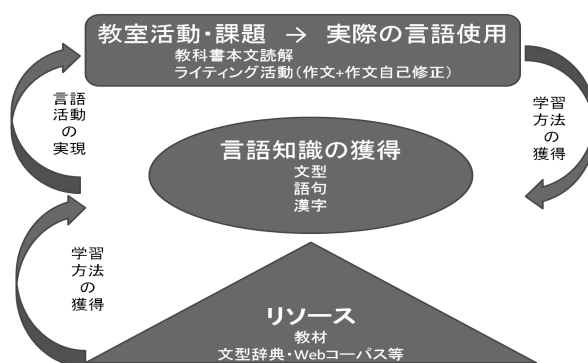 教室活動・課題 → 実際の言語使用
教科書本文読解
ライティング活動(作文+作文自己修正)
言語
活動
の
実現
学習
方法
の
獲得
言語知識の獲得
文型
語句
漢字
学習
方法
の
獲得
リソース
教材
文型辞典・Webコーパス等